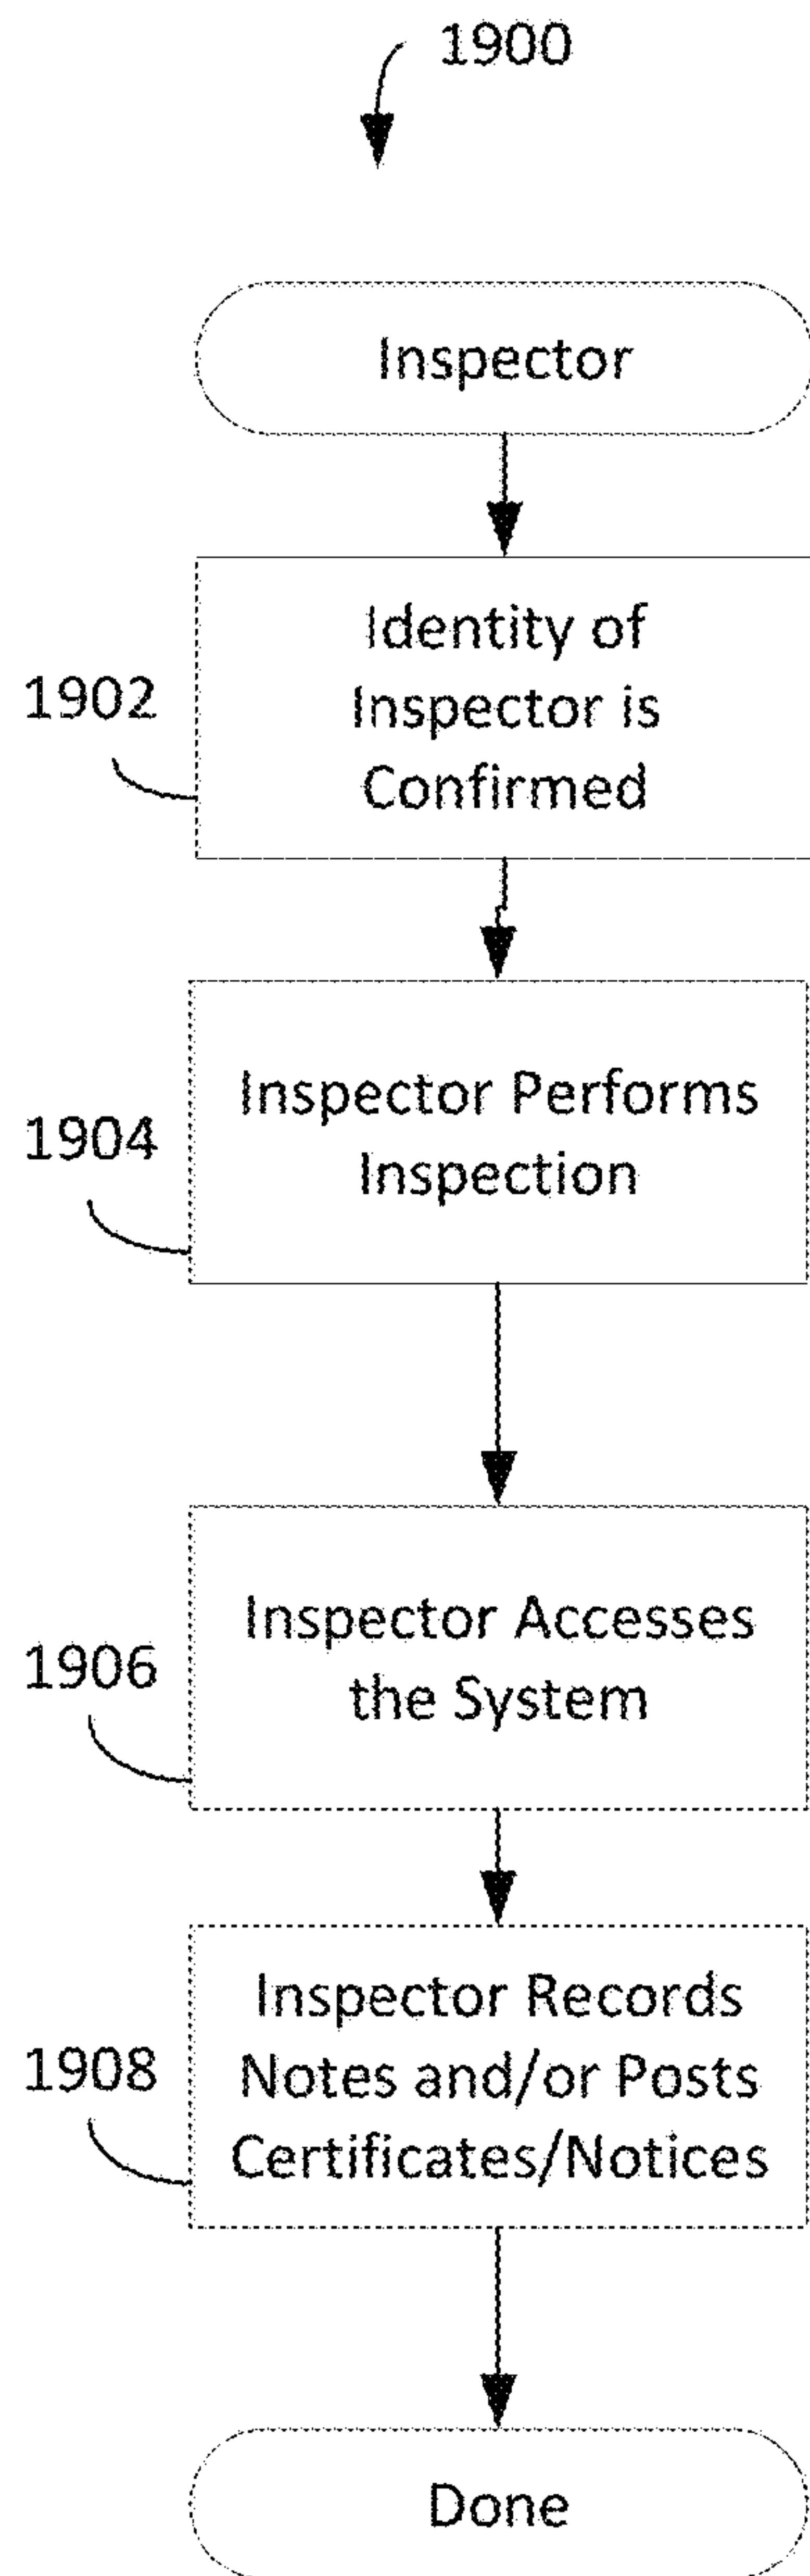 1900
Inspector
Identity of
Inspector is
Confirmed
1902
Inspector Performs
Inspection
1904
Inspector Accesses
the System
1906
Inspector Records
Notes and/or Posts
Certificates/Notices
1908
Done